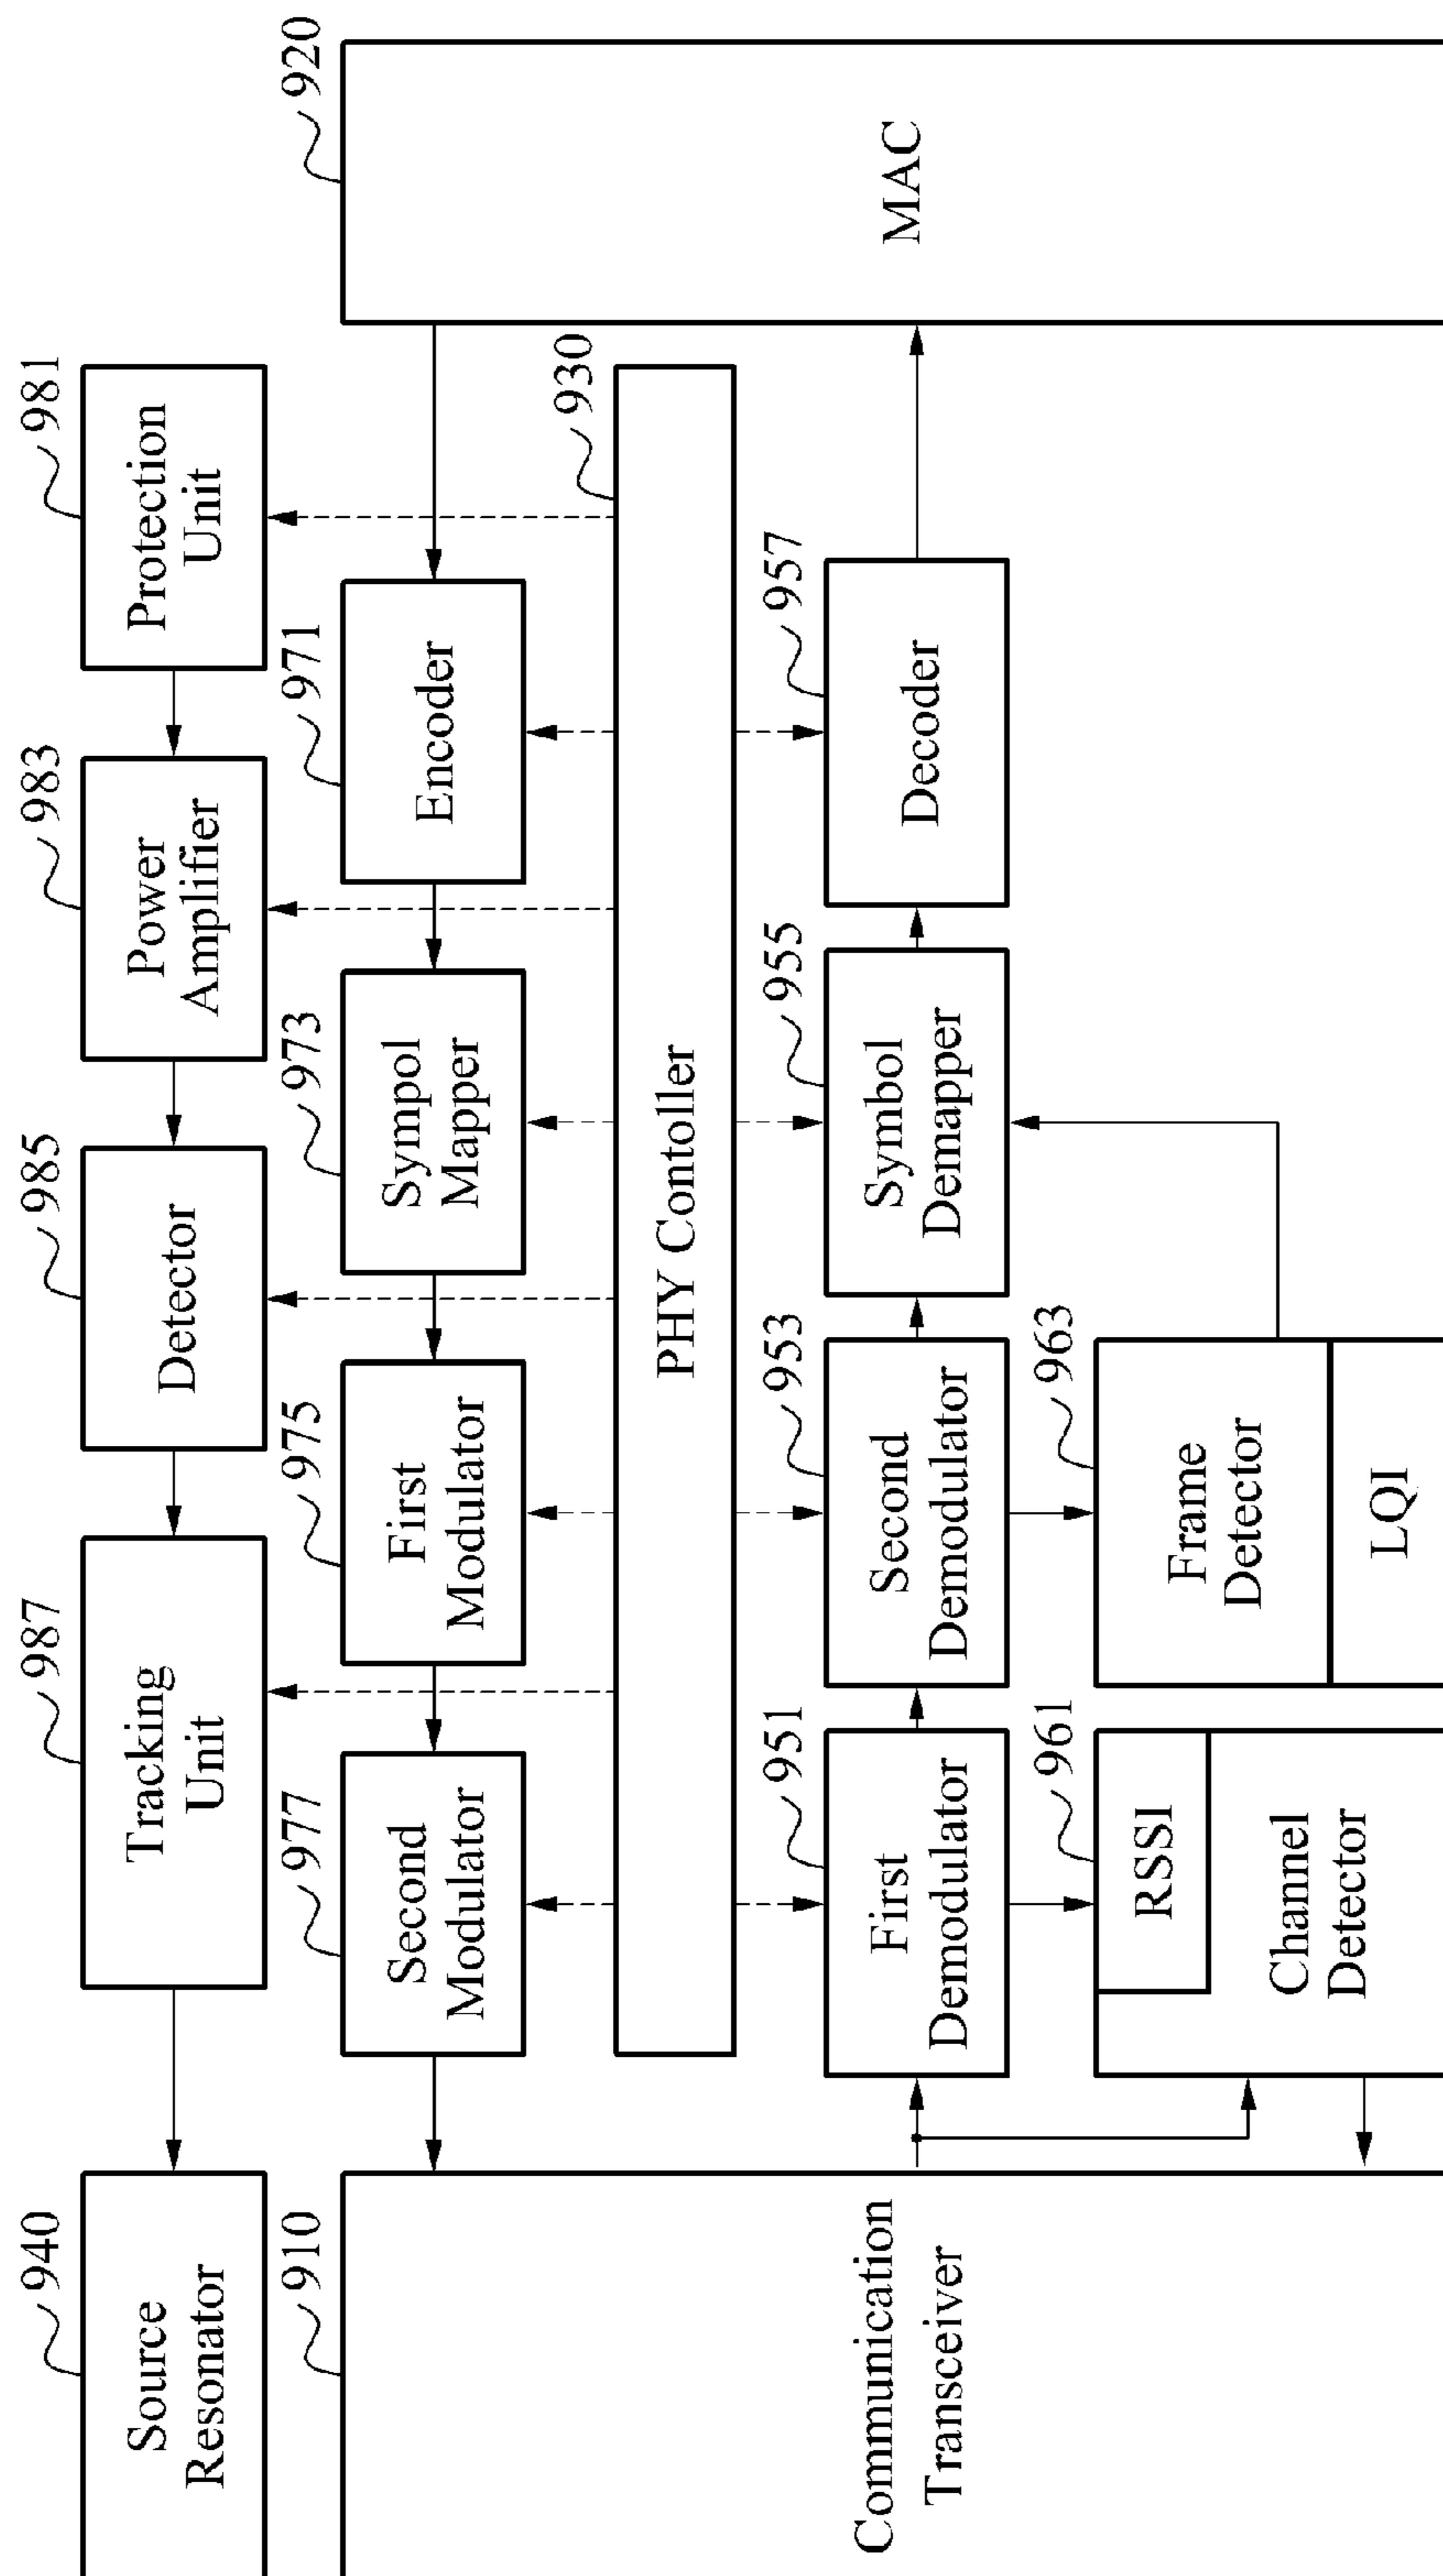 940
Source
Resonator
987
Tracking
Unit
985
Detector
983
Power
Amplifier
981
Protection
Unit
910
Communication
Transceiver
977
Second
Modulator
975
First
Modulator
973
Sympol
Mapper
971
Encoder
920
MAC
930
PHY Contoller
951
First
Demodulator
953
Second
Demodulator
955
Symbol
Demapper
957
Decoder
961
RSSI
Channel
Detector
963
Frame
Detector
LQI